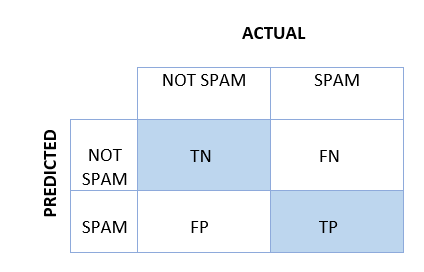 ACTUAL
NOT SPAM SPAM
PREDICTED
NOT SPAM TN FN
SPAM FP TP